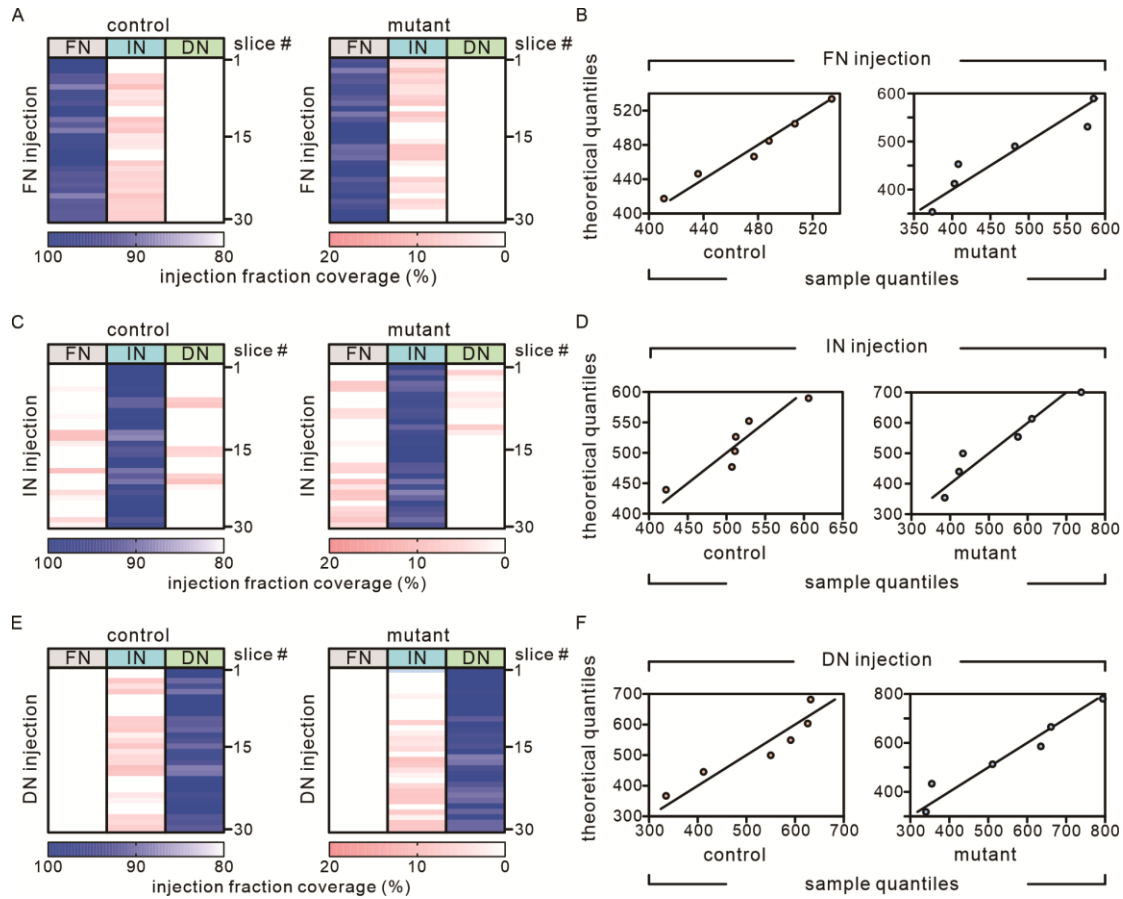 A
control
mutant
FN IN DN slice #
FN IN DN slice #
FN injection
1
15
30
1
15
30
100 90 80
20 10 0
injection fraction coverage (%)
B
FN injection
theoretical quantiles
520
480
440
400
400 440 480 520
control
600
500
400
350 400 450 500 550 600
mutant
sample quantiles
C
control
mutant
FN IN DN slice #
FN IN DN slice #
IN injection
1
15
30
1
15
30
100 90 80
20 10 0
injection fraction coverage (%)
D
IN injection
theoretical quantiles
600
550
500
450
400
400 450 500 550 600 650
control
700
600
500
400
300
300 400 500 600 700 800
mutant
sample quantiles
E
control
mutant
FN IN DN slice #
FN IN DN slice #
DN injection
1
15
30
DN injection
1
15
30
100 90 80
20 10 0
injection fraction coverage (%)
F
DN injection
theoretical quantiles
700
600
500
400
300
300 400 500 600 700
control
800
600
400
300 400 500 600 700 800
mutant
sample quantiles